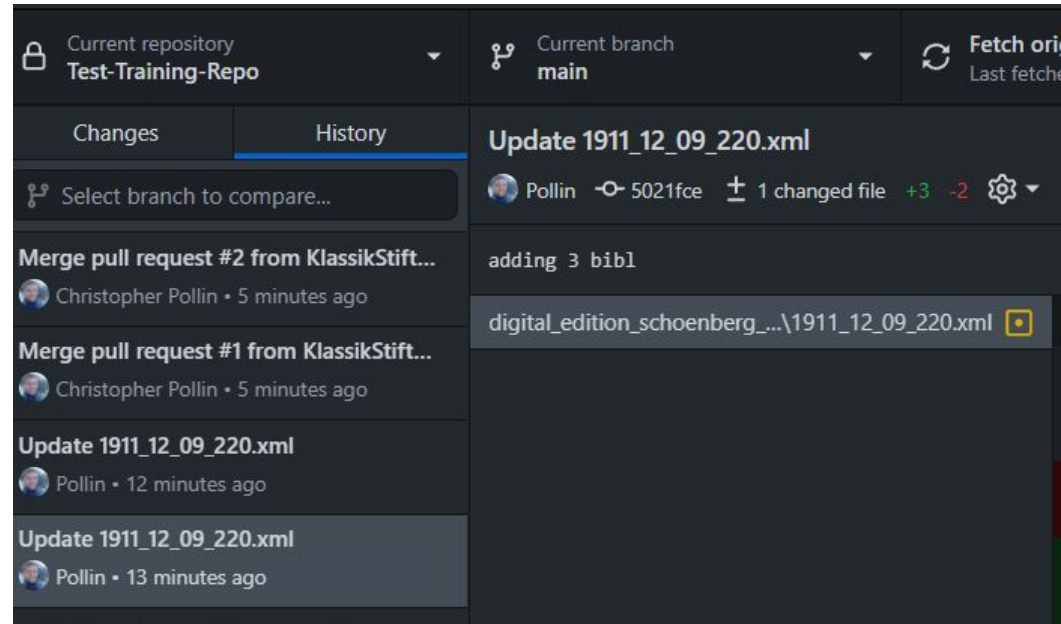 Current repository
Test-Training-Repo
Current branch
main
Fetch ori
Last fetche
Changes
History
Select branch to compare...
Merge pull request #2 from KlassikStift...
Christopher Pollin • 5 minutes ago
Merge pull request #1 from KlassikStift...
Christopher Pollin • 5 minutes ago
Update 1911_12_09_220.xml
Pollin • 12 minutes ago
Update 1911_12_09_220.xml
Pollin • 13 minutes ago
Update 1911_12_09_220.xml
Pollin 5021fce 1 changed file +3 -2
adding 3 bibl
digital_edition_schoenberg_...\1911_12_09_220.xml